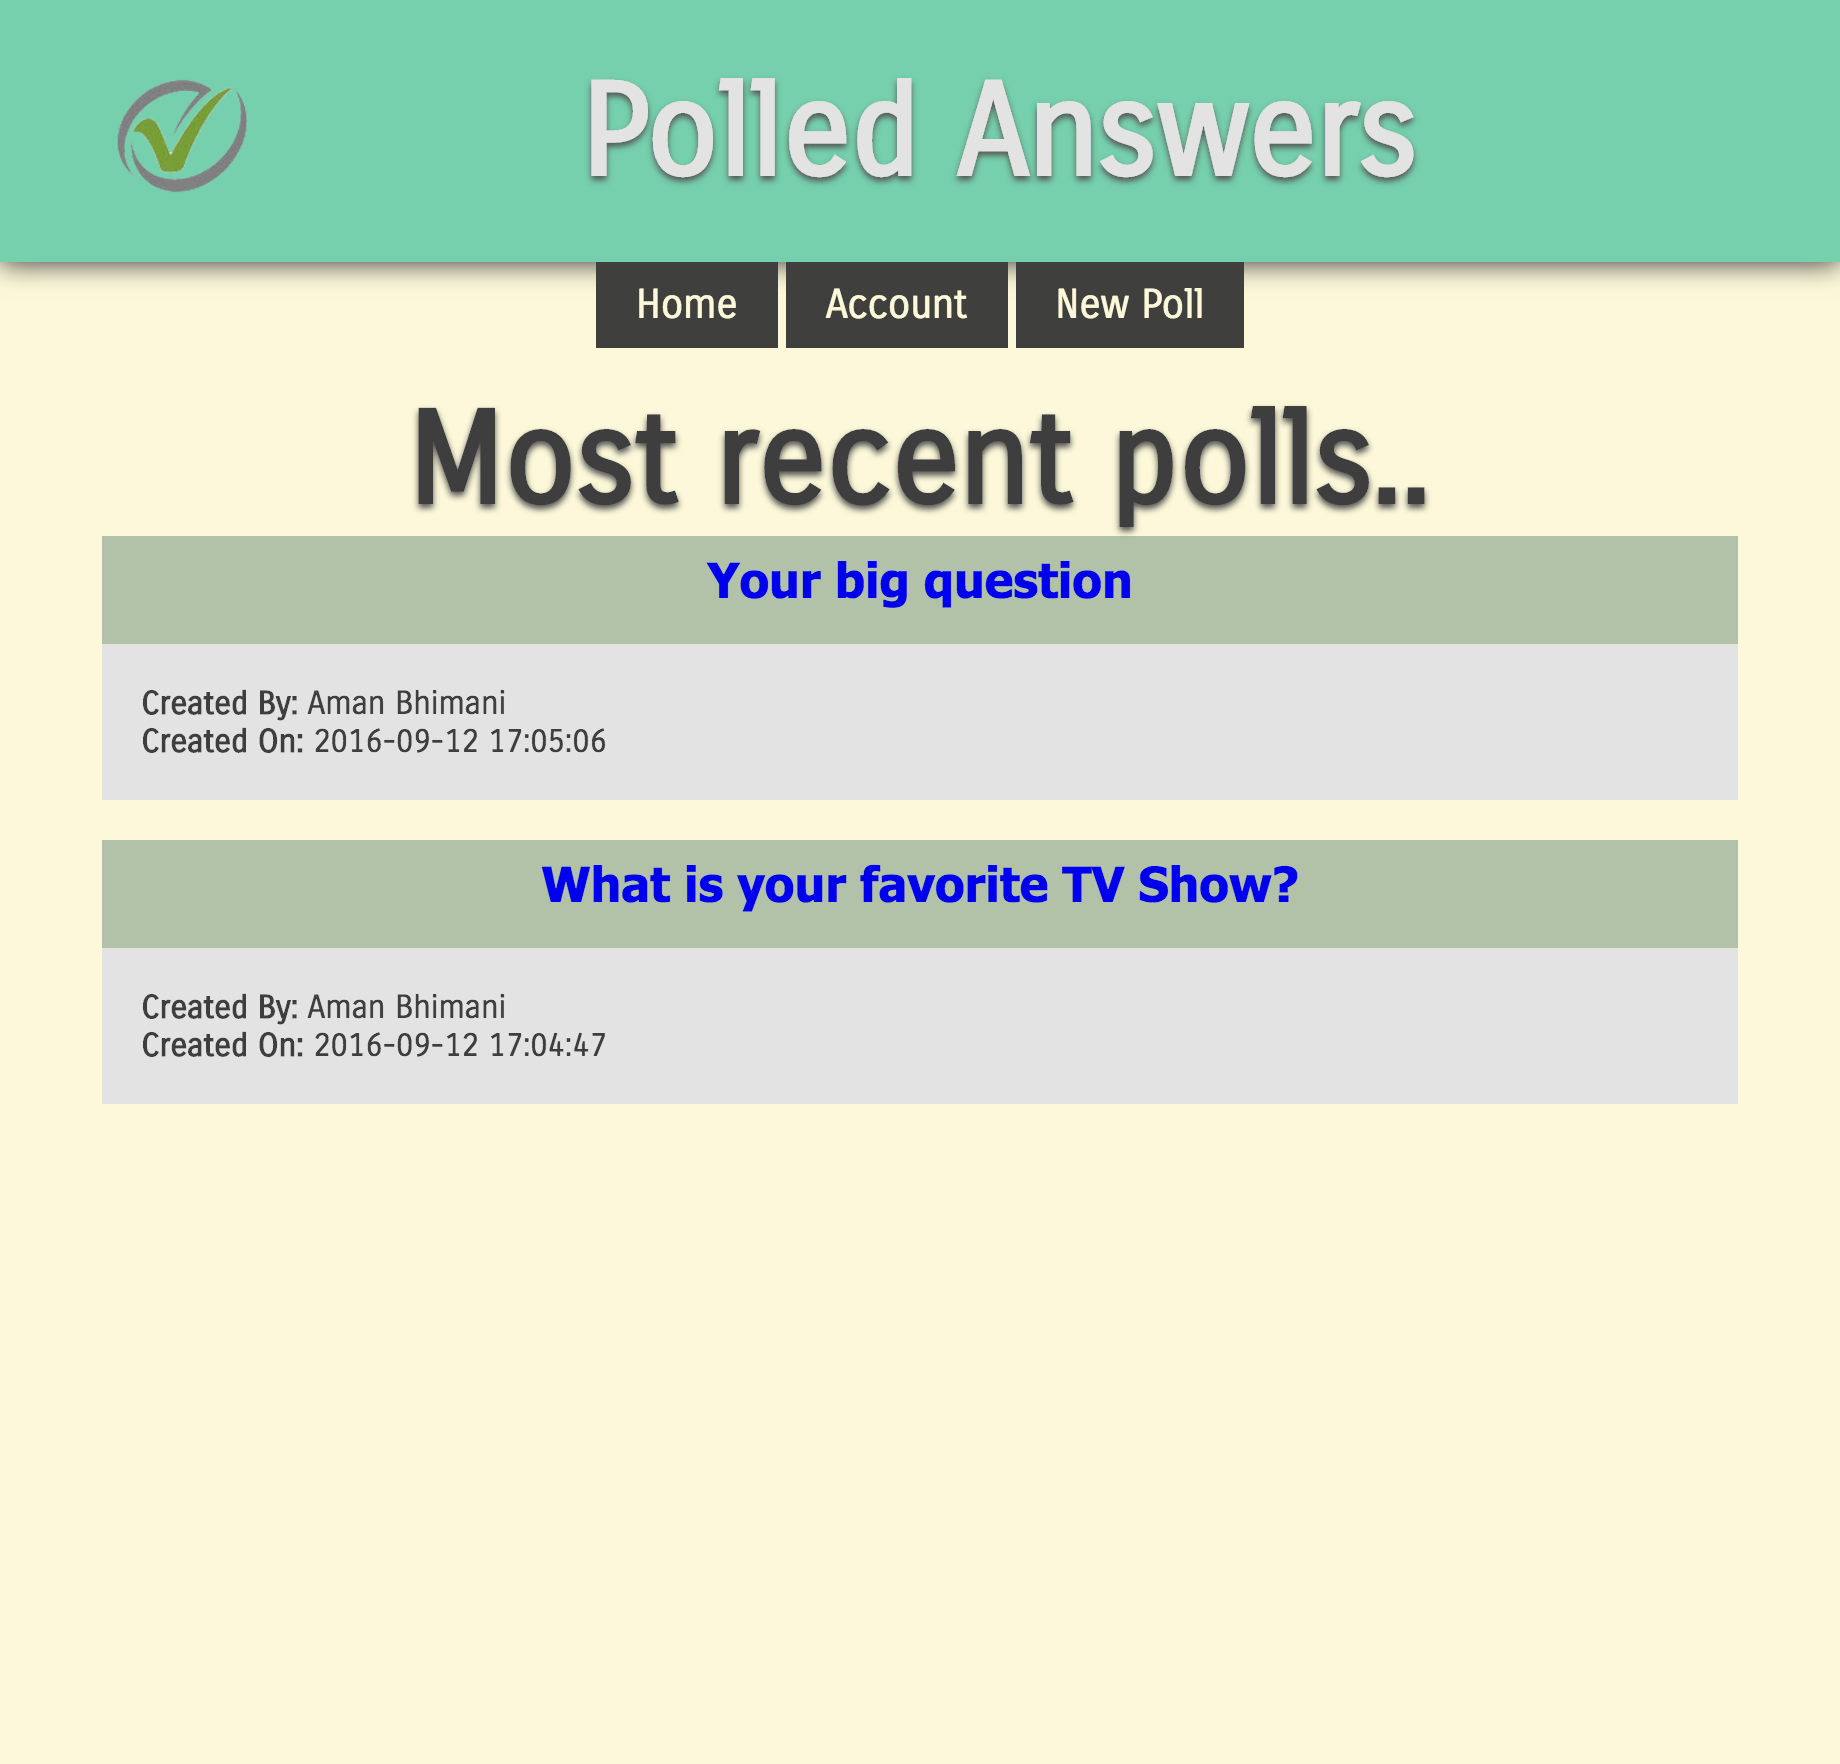 Polled Answers
Home Account New Poll
Most recent polls..
Your big question
Created By: Aman Bhimani
Created On: 2016-09-12 17:05:06
What is your favorite TV Show?
Created By: Aman Bhimani
Created On: 2016-09-12 17:04:47